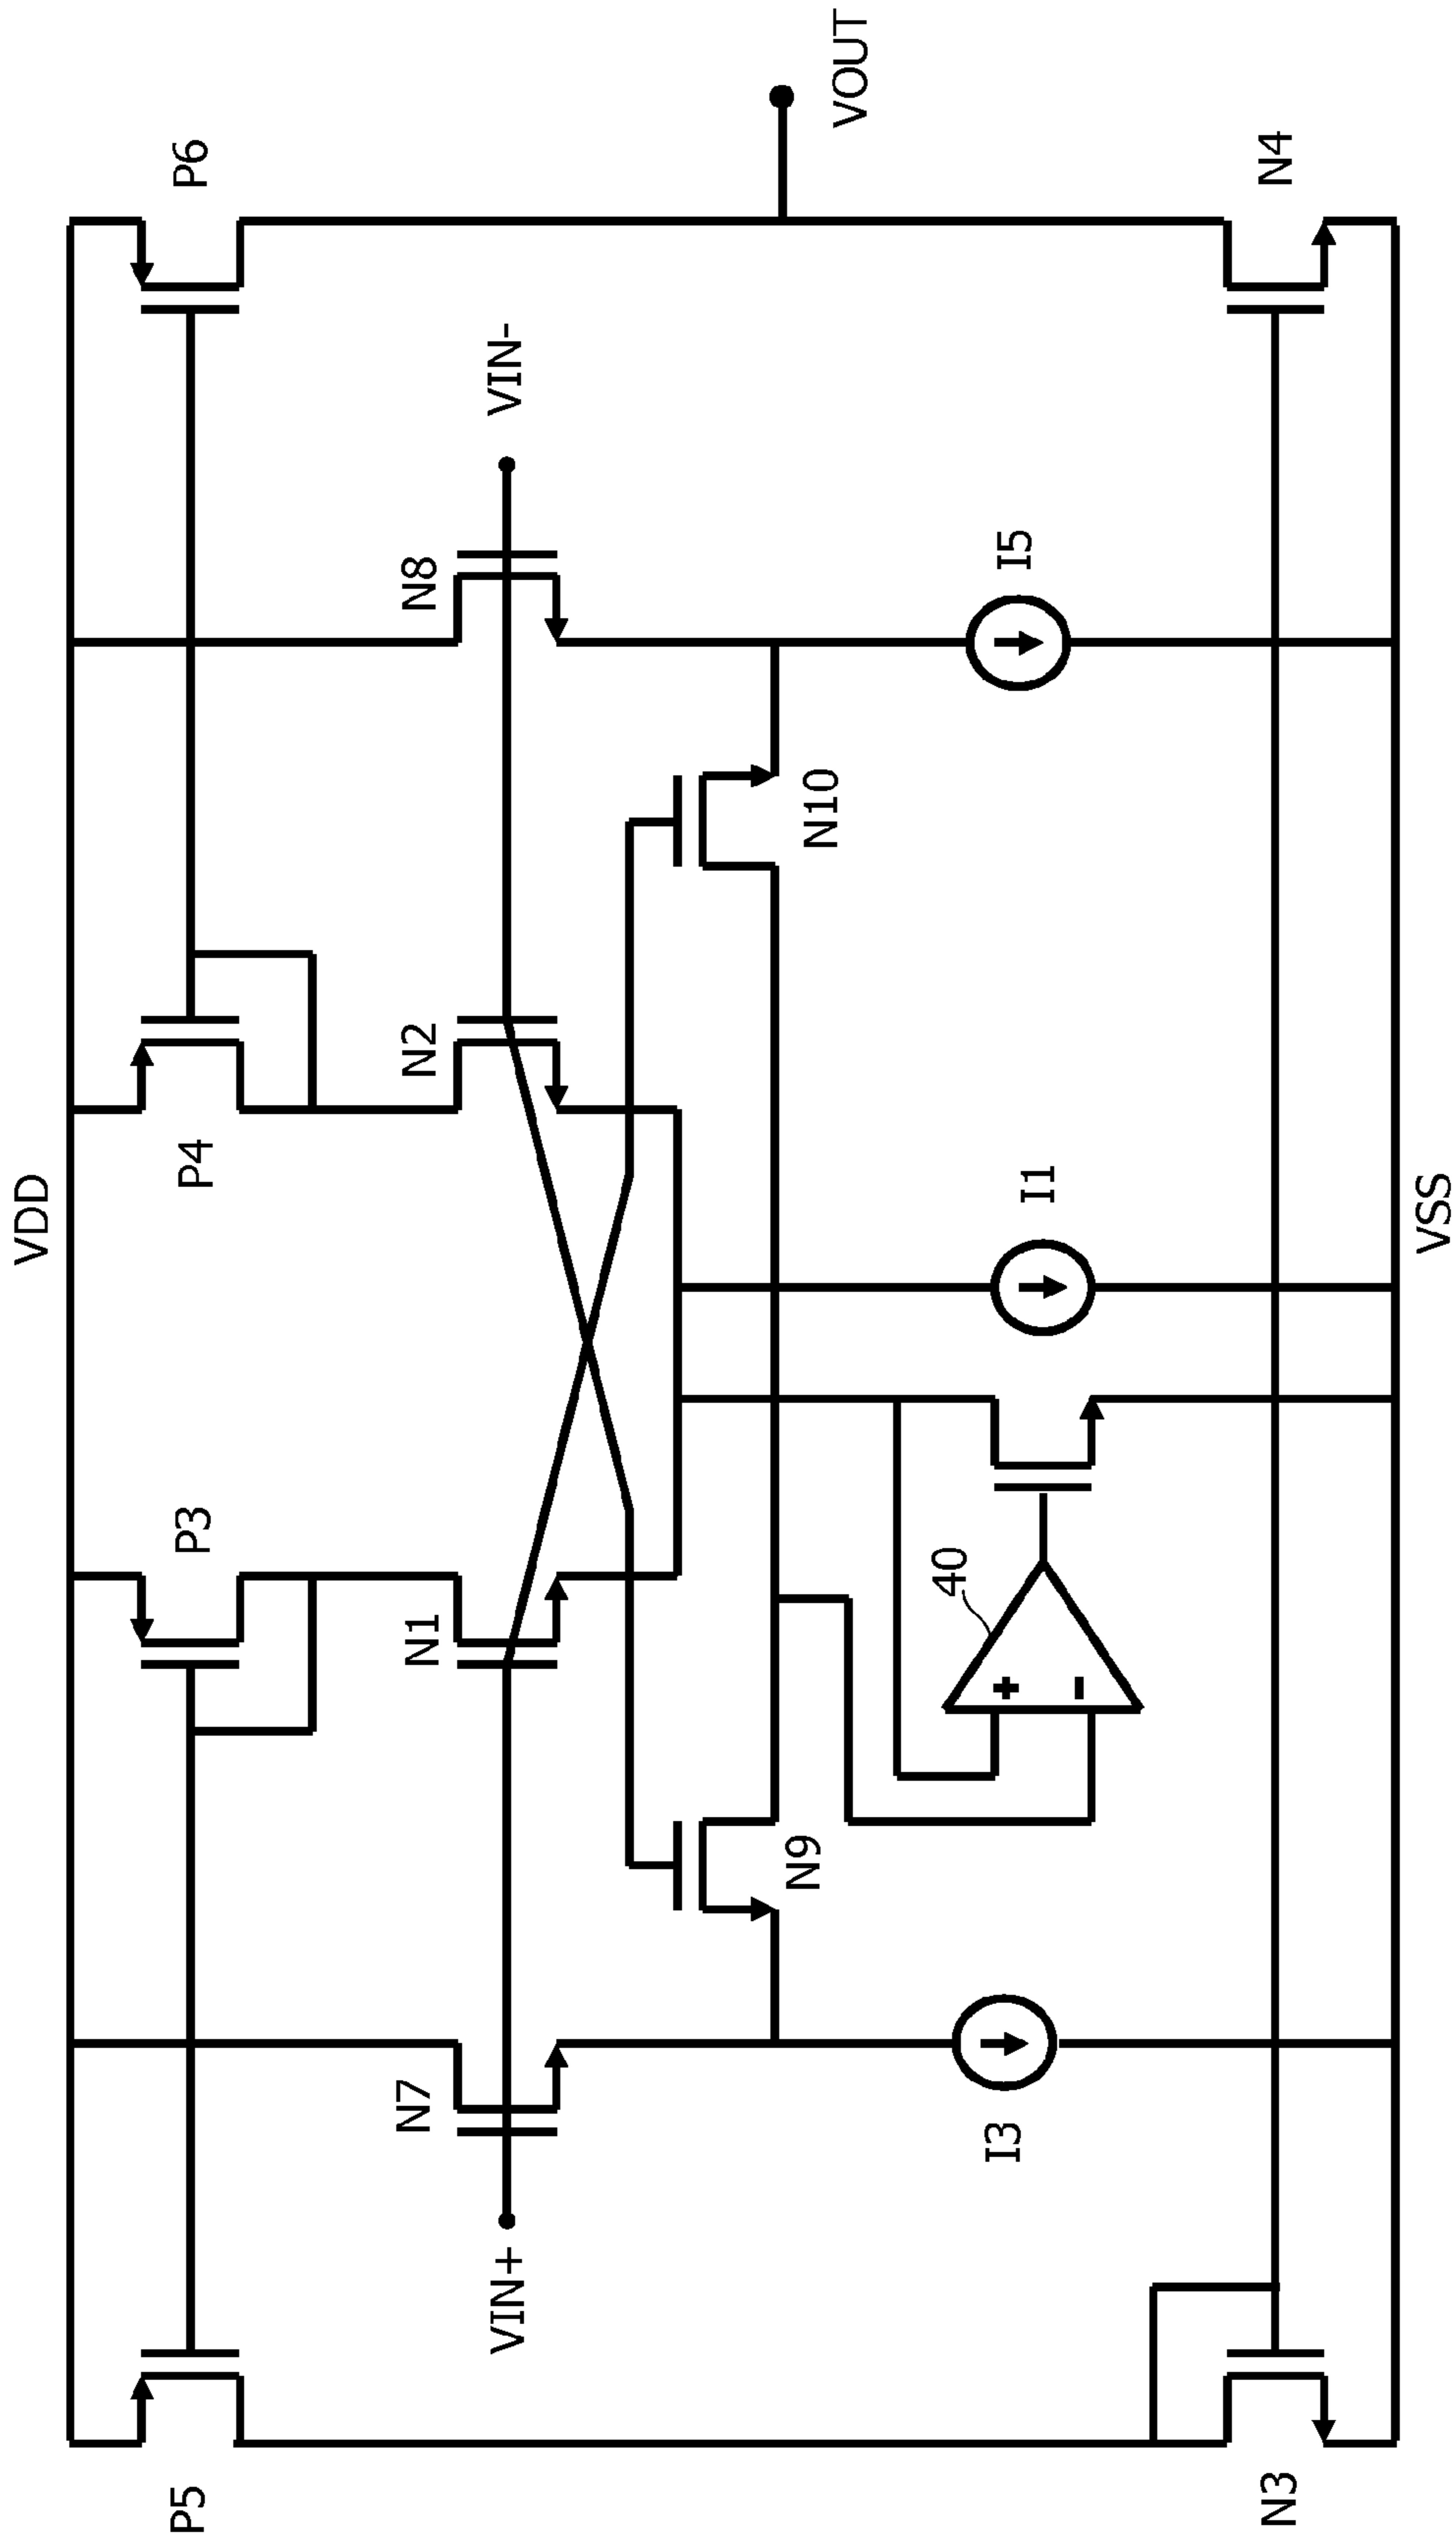 VDD
P5
P3
P4
P6
VIN+
N7
N1
N2
N8
VIN-
N9
N10
VOUT
40
+
-
I3
I1
I5
N3
N4
VSS